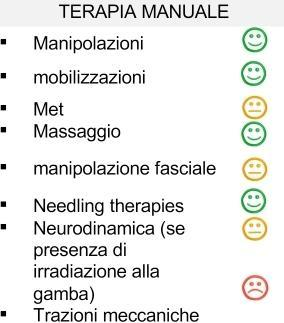 TERAPIA MANUALE
▪ Manipolazioni
▪ mobilizzazioni
▪ Met
▪ Massaggio
▪ manipolazione fasciale
▪ Needling therapies
▪ Neurodinamica (se
presenza di
irradiazione alla
gamba)
▪ Trazioni meccaniche